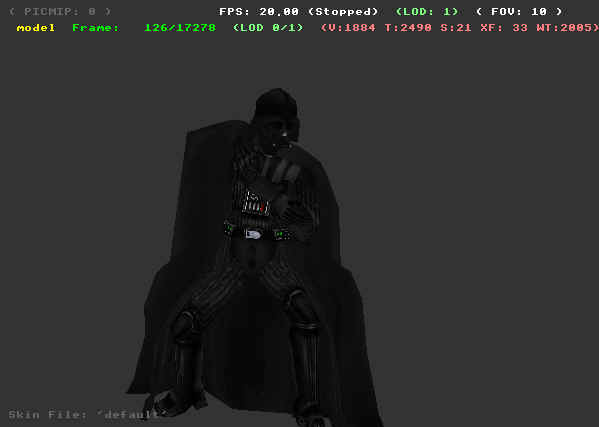 ( PICMIP: 0 ) FPS: 20,00 (Stopped) (LOD: 1) ( FOV: 10 )
model Frame: 126/17278 (LOD 0/1) (V:1884 T:2490 S:21 XF: 33 WT:2005)
Skin File: 'default'